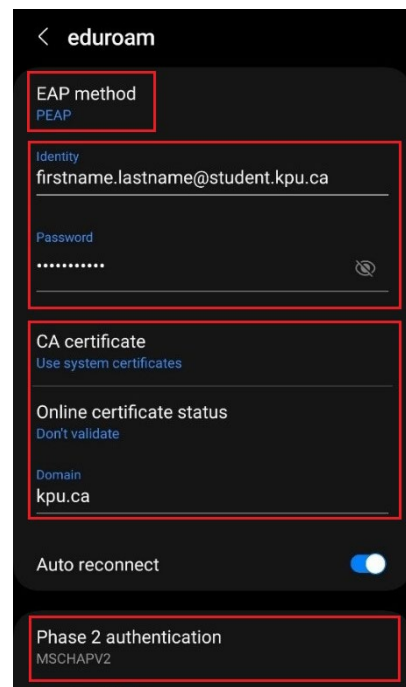 eduroam
EAP method
PEAP
Identity
firstname.lastname@student.kpu.ca
Password
•••••••••••
CA certificate
Use system certificates
Online certificate status
Don't validate
Domain
kpu.ca
Auto reconnect
Phase 2 authentication
MSCHAPV2